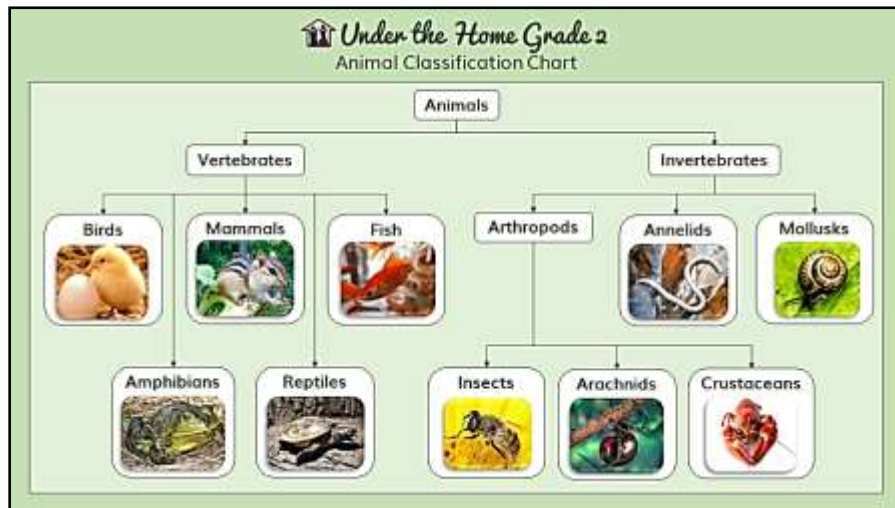 Under the Home Grade 2
Animal Classification Chart
Animals
Vertebrates
Invertebrates
Birds
Mammals
Fish
Arthropods
Annelids
Mollusks
Amphibians
Reptiles
Insects
Arachnids
Crustaceans